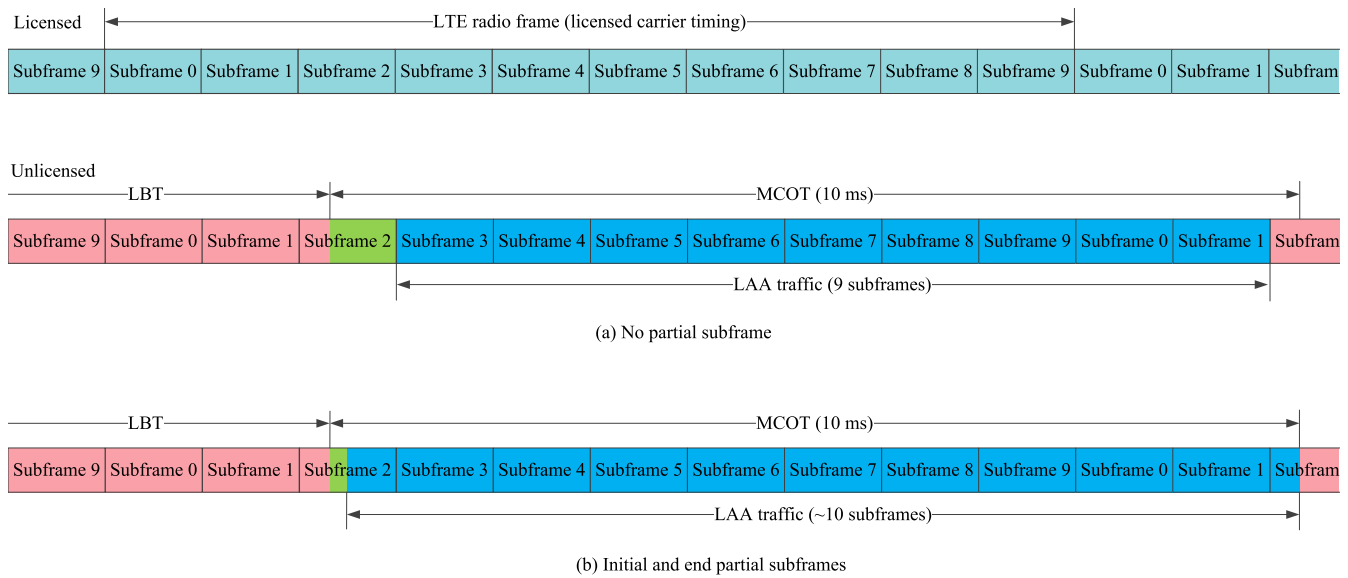 Licensed
LTE radio frame (licensed carrier timing)
Subframe 9 Subframe 0 Subframe 1 Subframe 2 Subframe 3 Subframe 4 Subframe 5 Subframe 6 Subframe 7 Subframe 8 Subframe 9 Subframe 0 Subframe 1 Subfram
Unlicensed
LBT MCOT (10 ms)
Subframe 9 Subframe 0 Subframe 1 Subframe 2 Subframe 3 Subframe 4 Subframe 5 Subframe 6 Subframe 7 Subframe 8 Subframe 9 Subframe 0 Subframe 1 Subfram
LAA traffic (9 subframes)
(a) No partial subframe
LBT MCOT (10 ms)
Subframe 9 Subframe 0 Subframe 1 Subframe 2 Subframe 3 Subframe 4 Subframe 5 Subframe 6 Subframe 7 Subframe 8 Subframe 9 Subframe 0 Subframe 1 Subfram
LAA traffic (~10 subframes)
(b) Initial and end partial subframes